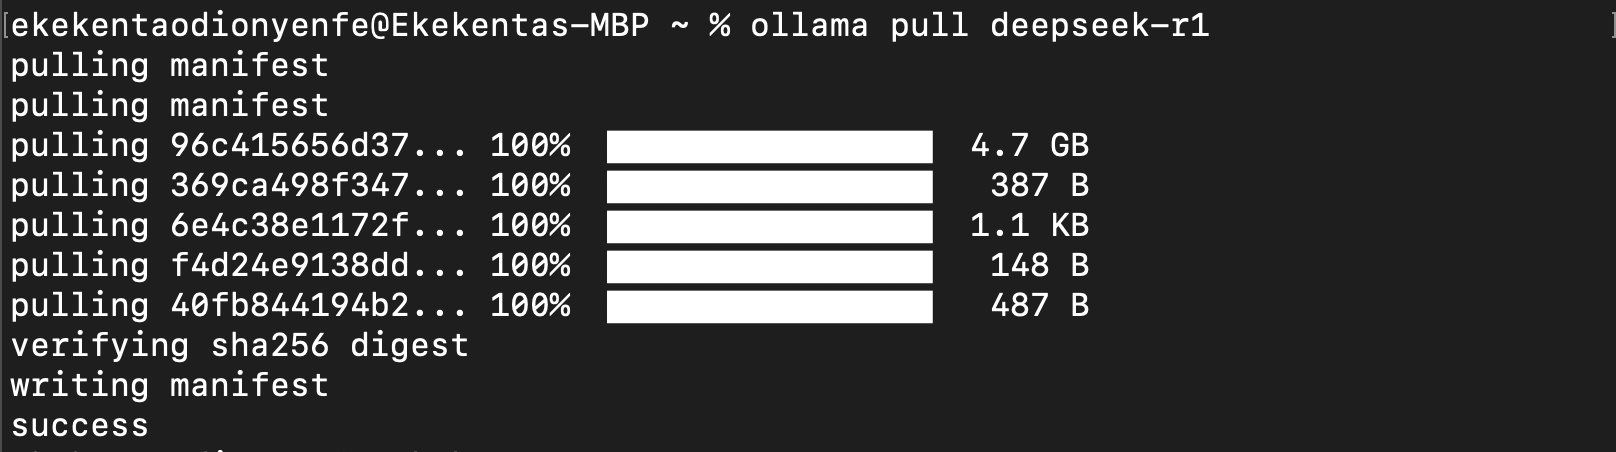 [ekekentaodionyenfe@Ekekentas-MBP ~ % ollama pull deepseek-r1 ]
pulling manifest
pulling manifest
pulling 96c415656d37... 100% 4.7 GB
pulling 369ca498f347... 100% 387 B
pulling 6e4c38e1172f... 100% 1.1 KB
pulling f4d24e9138dd... 100% 148 B
pulling 40fb844194b2... 100% 487 B
verifying sha256 digest
writing manifest
success